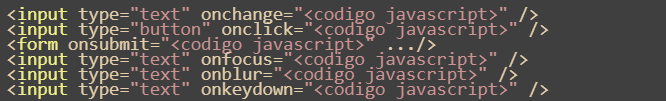 <input type="text" onchange="<codigo javascript>" />
<input type="button" onclick="<codigo javascript>" />
<form onsubmit="<codigo javascript>" .../>
<input type="text" onfocus="<codigo javascript>" />
<input type="text" onblur="<codigo javascript>" />
<input type="text" onkeydown="<codigo javascript>" />